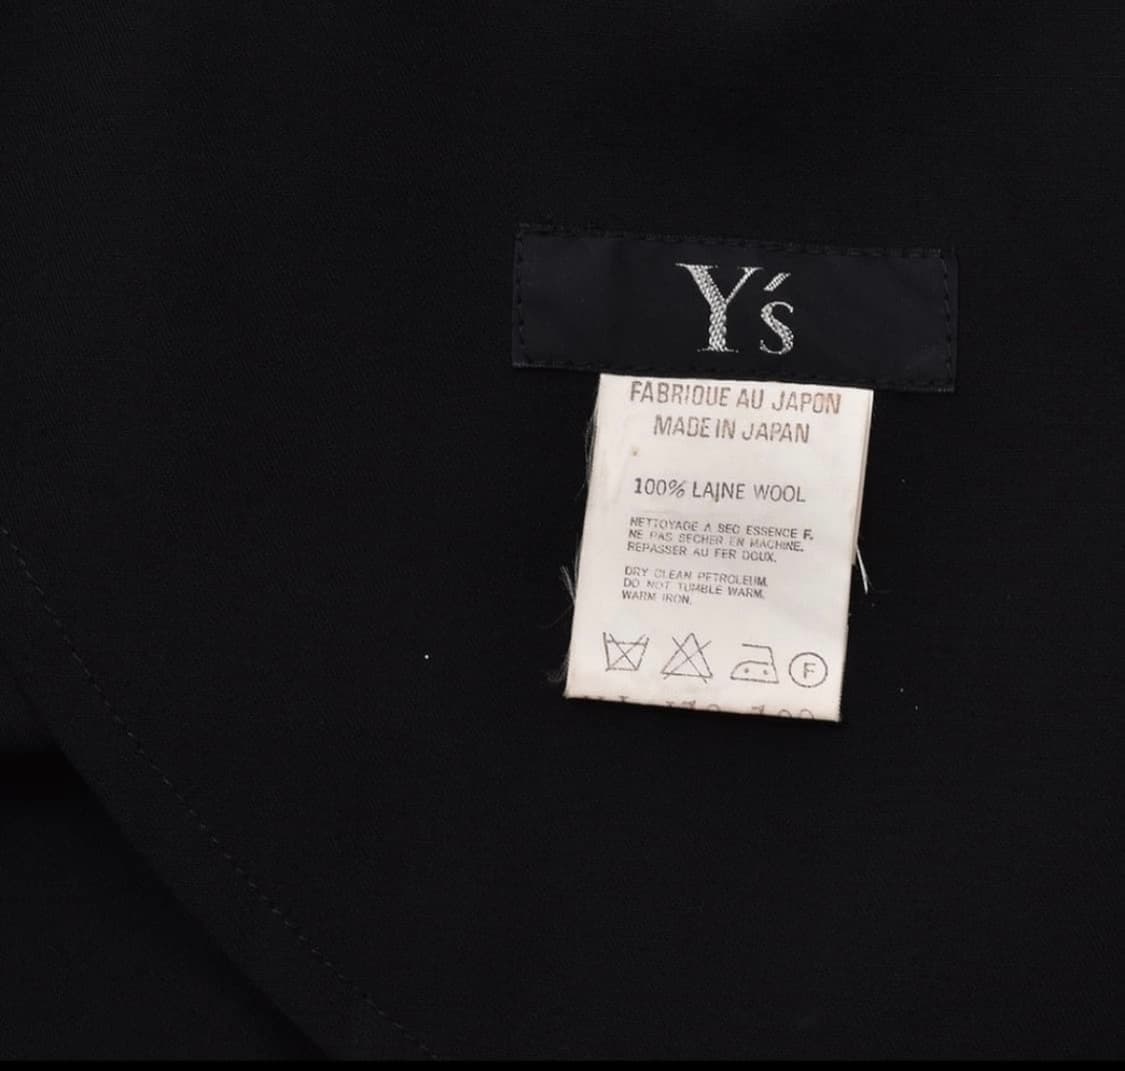 Y's
FABRIQUE AU JAPON
MADE IN JAPAN
100% LAINE WOOL
NETTOYAGE A SEC ESSENCE F.
NE PAS SECHER EN MACHINE.
REPASSER AU FER DOUX.
DRY CLEAN PETROLEUM.
DO NOT TUMBLE WARM.
WARM IRON.
F